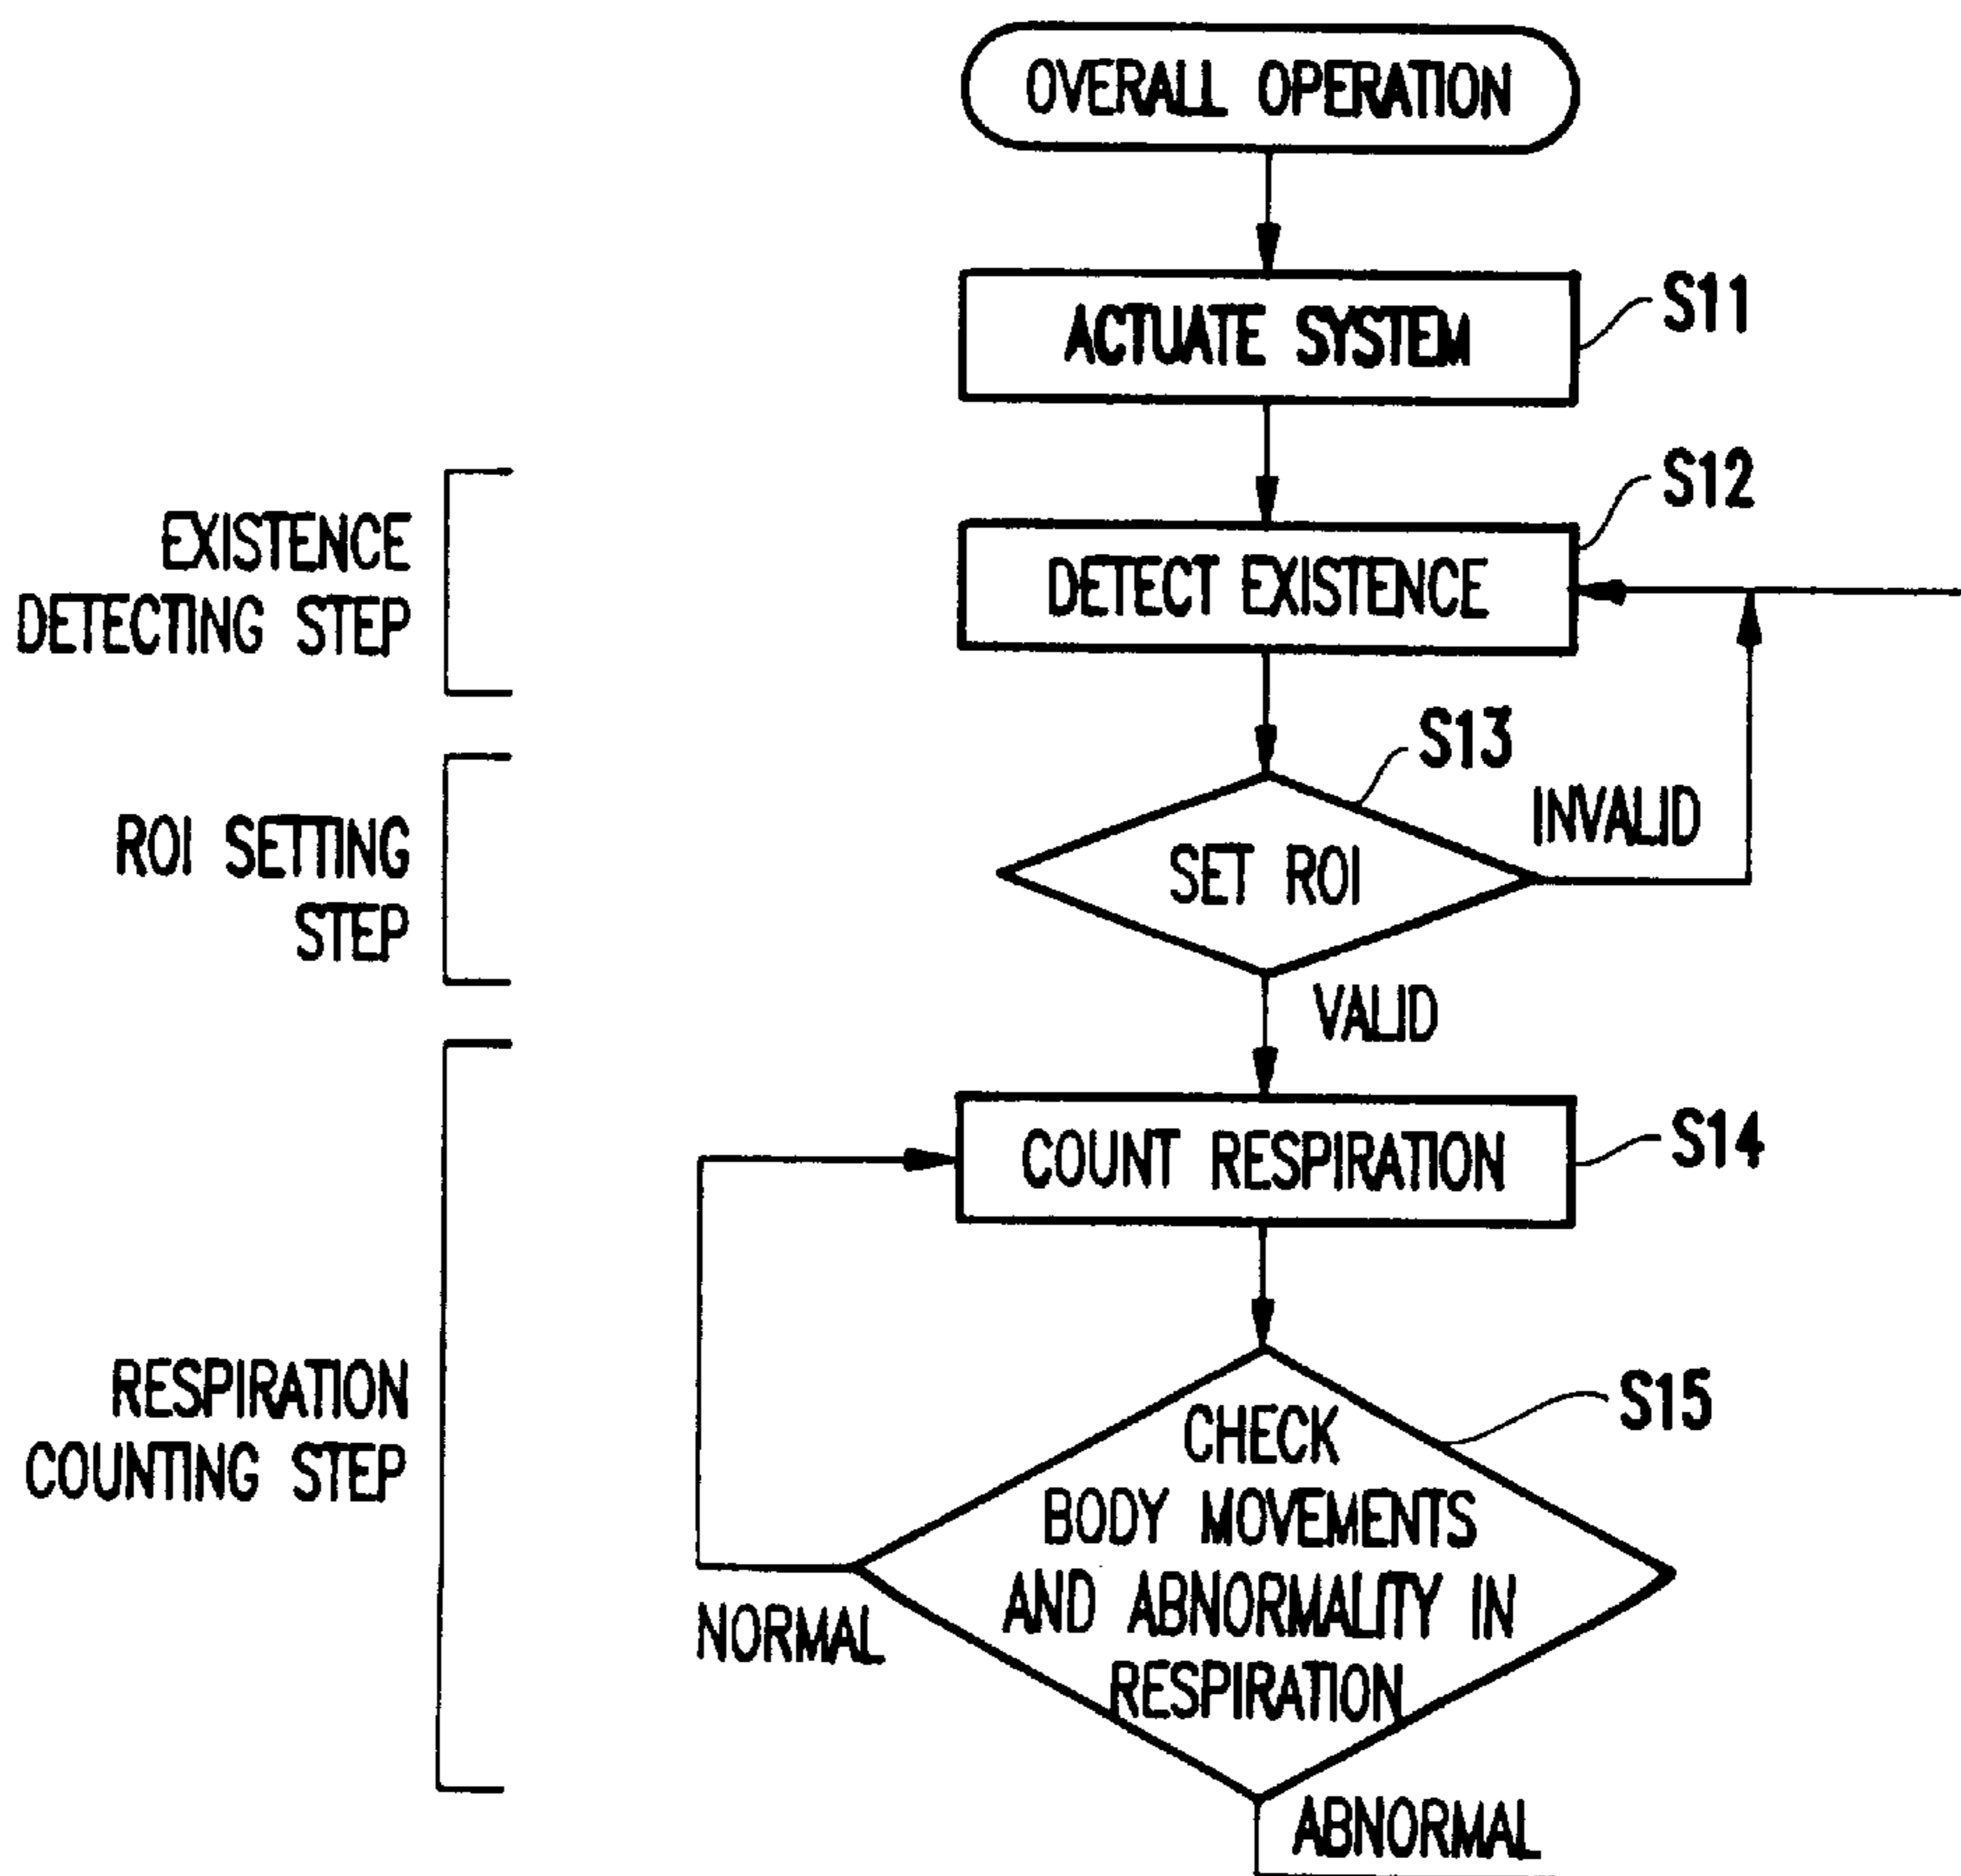 OVERALL OPERATION
ACTUATE SYSTEM
S11
S12
EXISTENCE
DETECTING STEP
DETECT EXISTENCE
S13
INVALID
ROI SETTING
STEP
SET ROI
VALID
COUNT RESPIRATION
S14
RESPIRATION
COUNTING STEP
S15
CHECK
BODY MOVEMENTS
AND ABNORMALITY IN
RESPIRATION
NORMAL
ABNORMAL